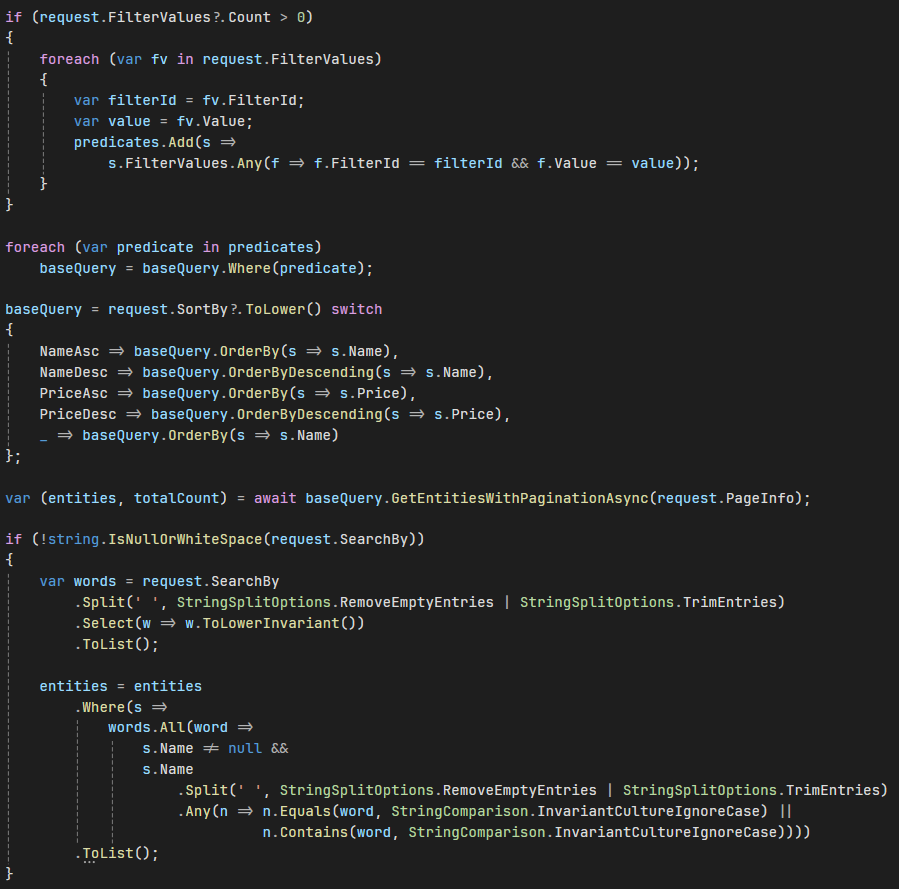 if (request.FilterValues?.Count > 0)
{
    foreach (var fv in request.FilterValues)
    {
        var filterId = fv.FilterId;
        var value = fv.Value;
        predicates.Add(s =>
            s.FilterValues.Any(f => f.FilterId == filterId && f.Value == value));
    }
}

foreach (var predicate in predicates)
    baseQuery = baseQuery.Where(predicate);

baseQuery = request.SortBy?.ToLower() switch
{
    NameAsc => baseQuery.OrderBy(s => s.Name),
    NameDesc => baseQuery.OrderByDescending(s => s.Name),
    PriceAsc => baseQuery.OrderBy(s => s.Price),
    PriceDesc => baseQuery.OrderByDescending(s => s.Price),
    _ => baseQuery.OrderBy(s => s.Name)
};

var (entities, totalCount) = await baseQuery.GetEntitiesWithPaginationAsync(request.PageInfo);

if (!string.IsNullOrWhiteSpace(request.SearchBy))
{
    var words = request.SearchBy
        .Split(' ', StringSplitOptions.RemoveEmptyEntries | StringSplitOptions.TrimEntries)
        .Select(w => w.ToLowerInvariant())
        .ToList();

    entities = entities
        .Where(s =>
            words.All(word =>
                s.Name != null &&
                s.Name
                    .Split(' ', StringSplitOptions.RemoveEmptyEntries | StringSplitOptions.TrimEntries)
                    .Any(n => n.Equals(word, StringComparison.InvariantCultureIgnoreCase) ||
                              n.Contains(word, StringComparison.InvariantCultureIgnoreCase))))
        .ToList();
}